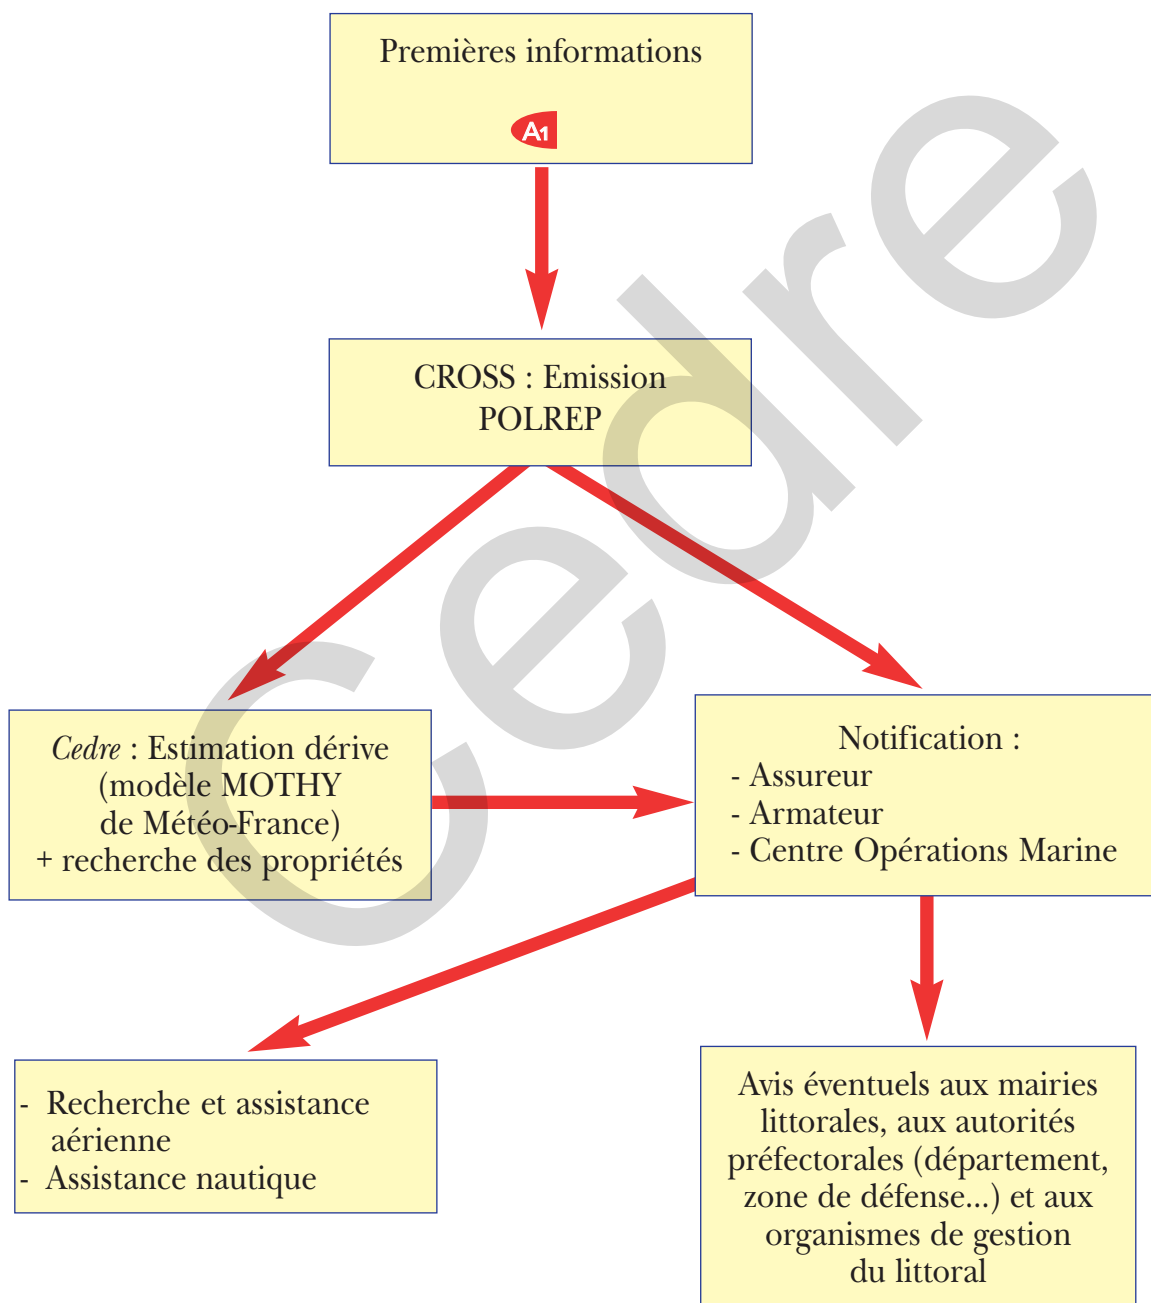 Premières informations
A1
CROSS : Emission
POLREP
Cedre : Estimation dérive
(modèle MOTHY
de Météo-France)
+ recherche des propriétés
Notification :
- Assureur
- Armateur
- Centre Opérations Marine
- Recherche et assistance
aérienne
- Assistance nautique
Avis éventuels aux mairies
littorales, aux autorités
préfectorales (département,
zone de défense...) et aux
organismes de gestion
du littoral
Cedre